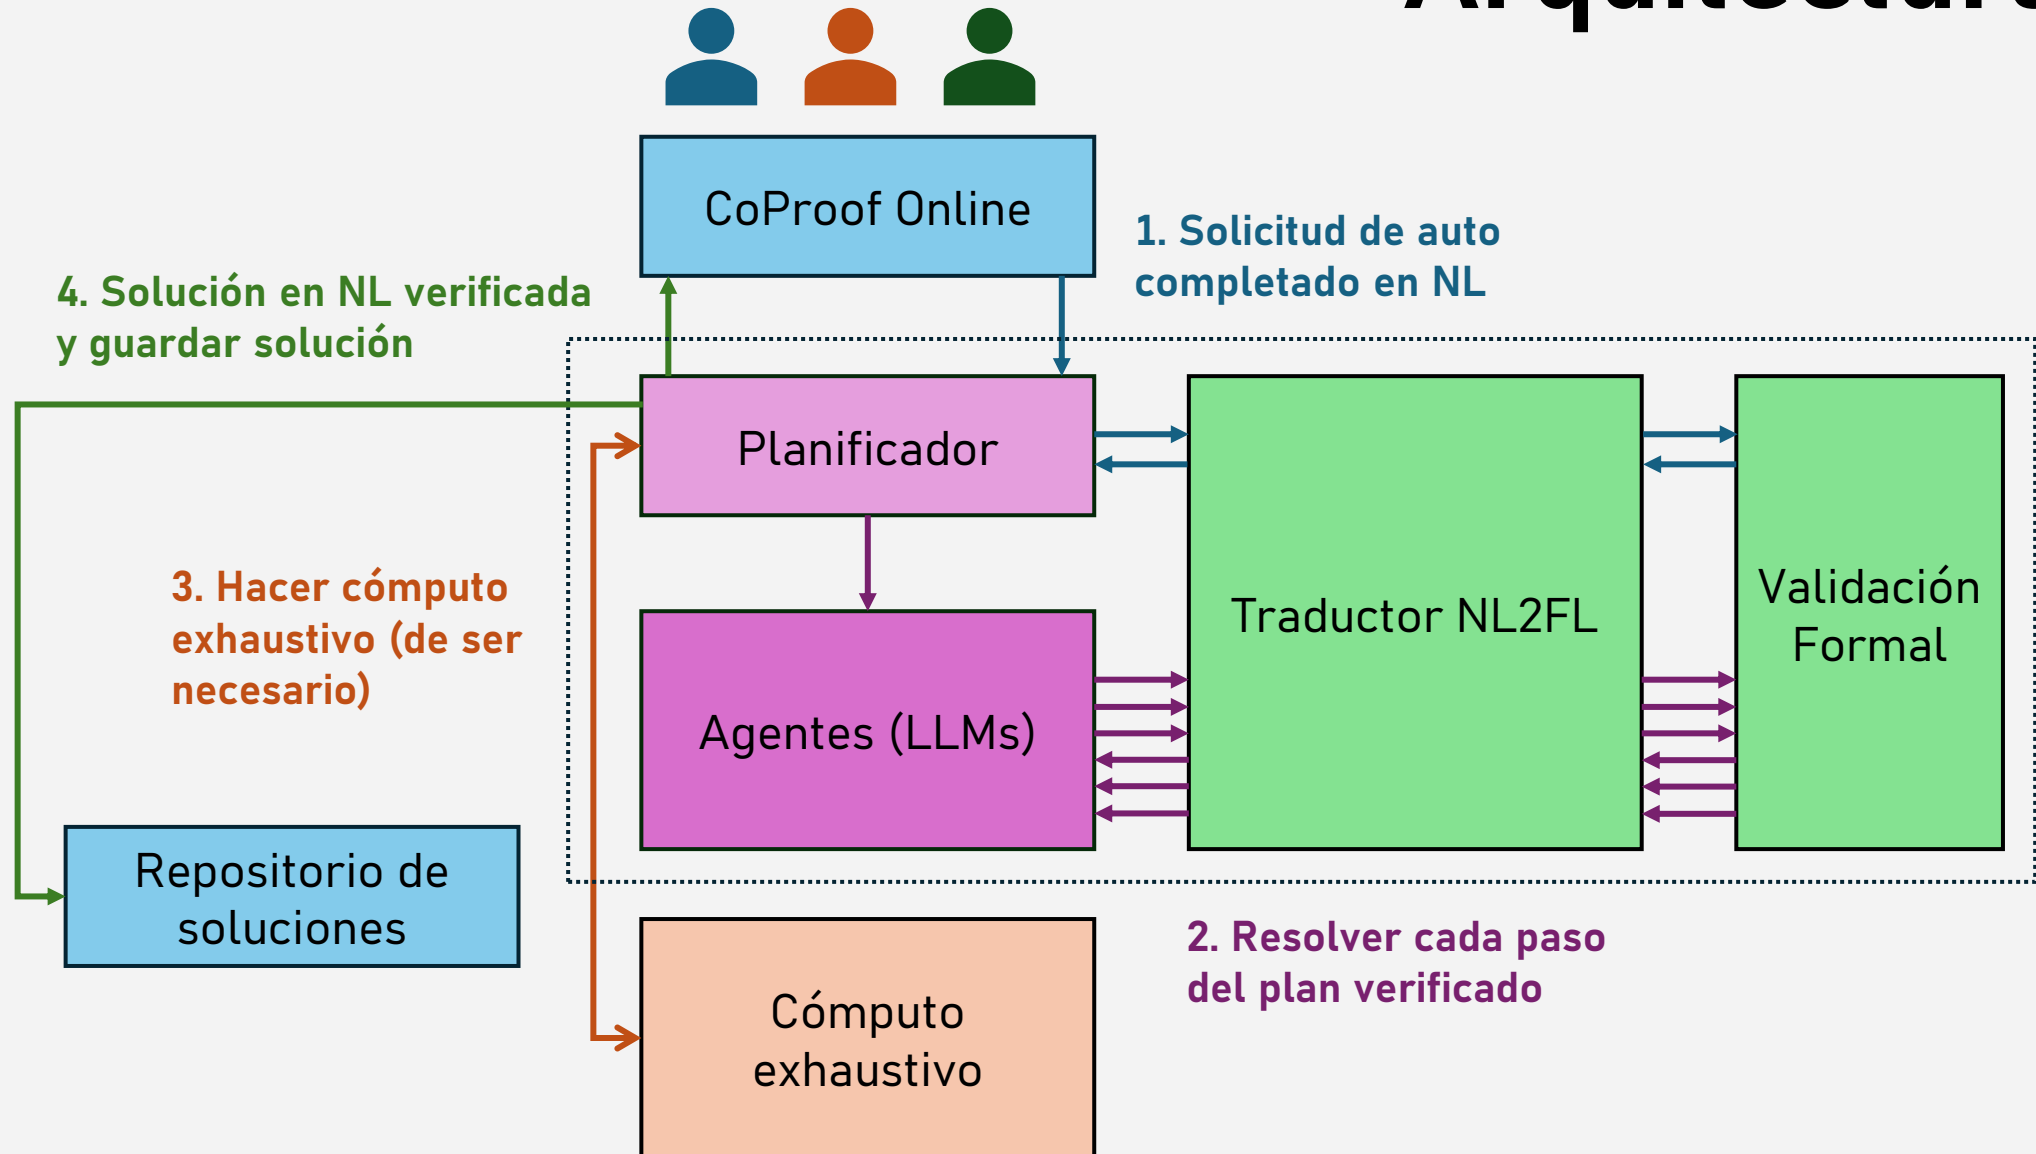 CoProof Online
1. Solicitud de auto
completado en NL
4. Solución en NL verificada
y guardar solución
Planificador
Traductor NL2FL
Validación
Formal
3. Hacer cómputo
exhaustivo (de ser
necesario)
Agentes (LLMs)
Repositorio de
soluciones
2. Resolver cada paso
del plan verificado
Cómputo
exhaustivo